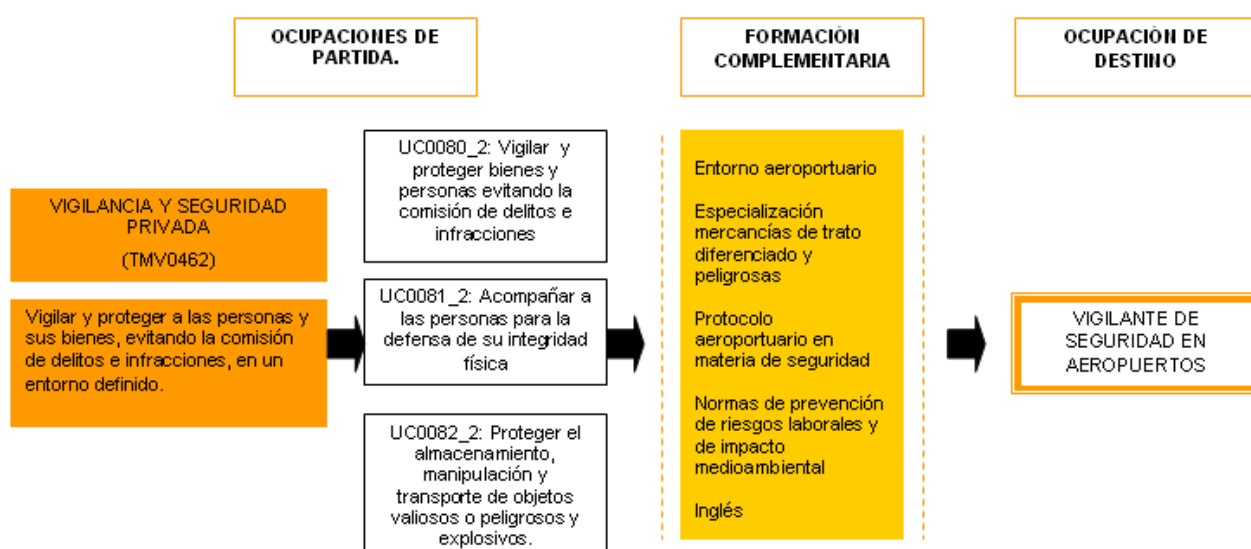 OCUPACIONES DE
PARTIDA.
FORMACIÓN
COMPLEMENTARIA
OCUPACIÓN DE
DESTINO
VIGILANCIA Y SEGURIDAD
PRIVADA
(TMV0462)
Vigilar y proteger a las personas y
sus bienes, evitando la comisión
de delitos e infracciones, en un
entorno definido.
UC0080_2: Vigilar y
proteger bienes y
personas evitando la
comisión de delitos e
infracciones
UC0081_2: Acompañar a
las personas para la
defensa de su integridad
física
UC0082_2: Proteger el
almacenamiento,
manipulación y
transporte de objetos
valiosos o peligrosos y
explosivos.
Entorno aeroportuario
Especialización
mercancías de trato
diferenciado y
peligrosas
Protocolo
aeroportuario en
materia de seguridad
Normas de prevención
de riesgos laborales y
de impacto
medioambiental
Inglés
VIGILANTE DE
SEGURIDAD EN
AEROPUERTOS